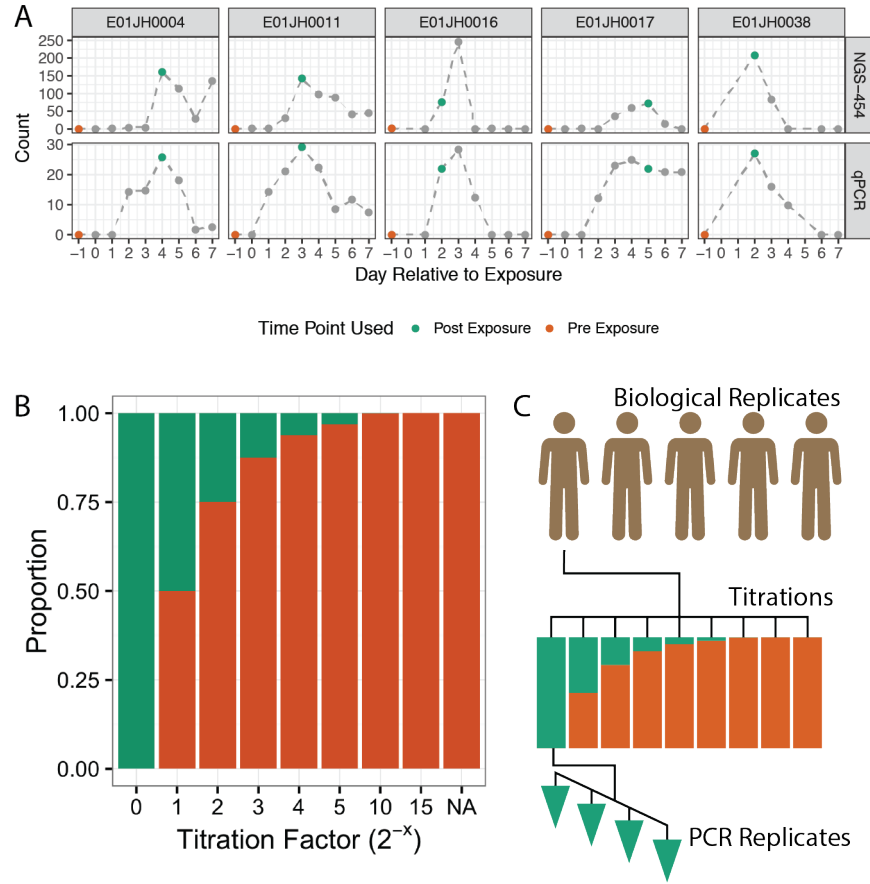 A
E01JH0004 E01JH0011 E01JH0016 E01JH0017 E01JH0038
Count
250
200
150
100
50
0
NGS−454
30
20
10
0
qPCR
−1 0 1 2 3 4 5 6 7 −1 0 1 2 3 4 5 6 7 −1 0 1 2 3 4 5 6 7 −1 0 1 2 3 4 5 6 7 −1 0 1 2 3 4 5 6 7
Day Relative to Exposure
Time Point Used Post Exposure Pre Exposure
B
Proportion
1.00
0.75
0.50
0.25
0.00
0 1 2 3 4 5 10 15 NA
Titration Factor (2⁻ˣ)
C
Biological Replicates
Titrations
PCR Replicates